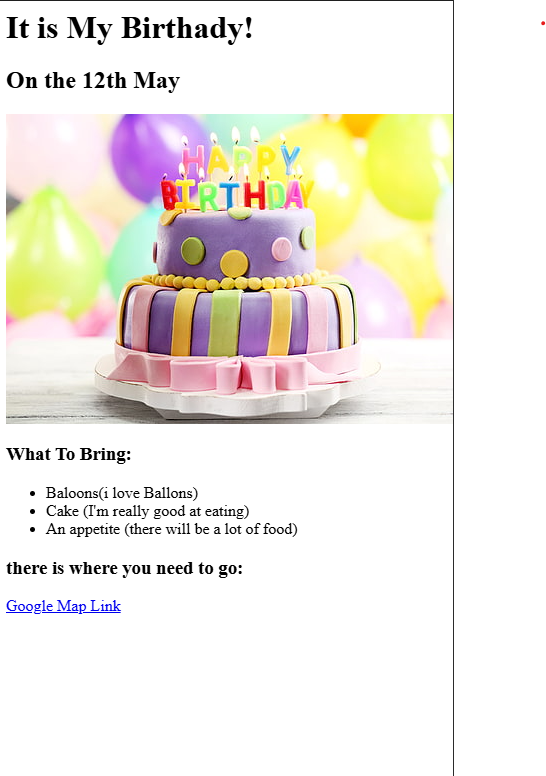 It is My Birthady!
On the 12th May
HAPPY
BIRTHDAY
What To Bring:
Baloons(i love Ballons)
Cake (I'm really good at eating)
An appetite (there will be a lot of food)
there is where you need to go:
Google Map Link